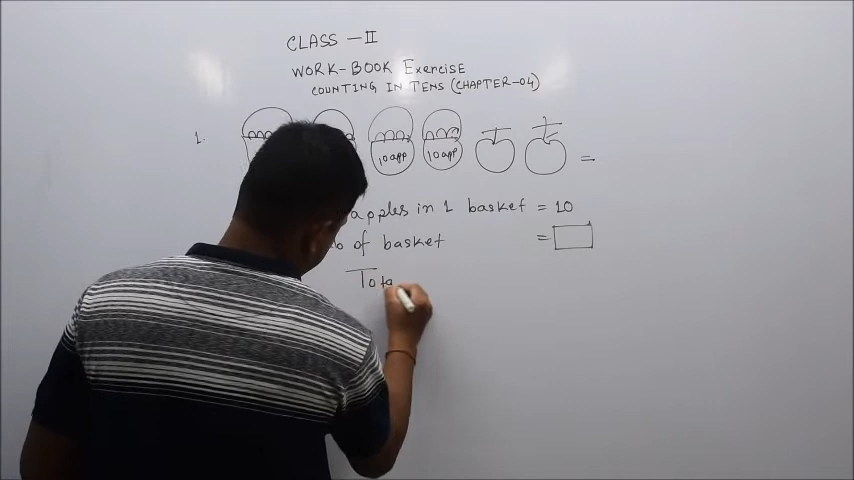 CLASS - II
WORK-BOOK Exercise
COUNTING IN TENS (CHAPTER-04)
1. 10 app 10 app =
apples in 1 basket = 10
of basket =
Tota